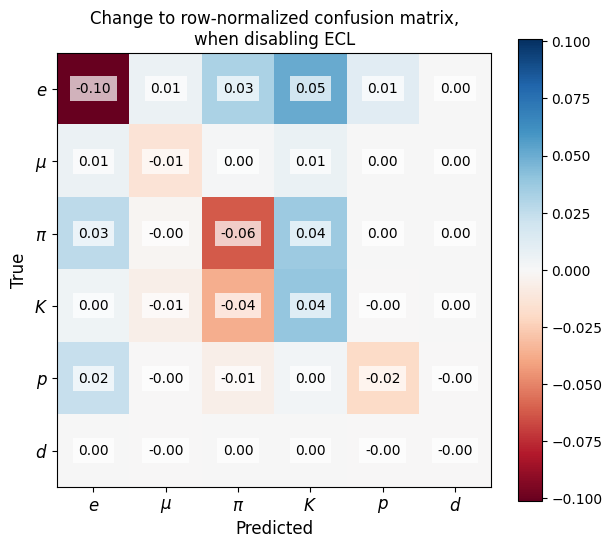 Change to row-normalized confusion matrix,
when disabling ECL
e -0.10 0.01 0.03 0.05 0.01 0.00
μ 0.01 -0.01 0.00 0.01 0.00 0.00
π 0.03 -0.00 -0.06 0.04 0.00 0.00
K 0.00 -0.01 -0.04 0.04 -0.00 0.00
p 0.02 -0.00 -0.01 0.00 -0.02 -0.00
d 0.00 -0.00 0.00 0.00 -0.00 -0.00
e μ π K p d
Predicted
True
0.100
0.075
0.050
0.025
0.000
−0.025
−0.050
−0.075
−0.100